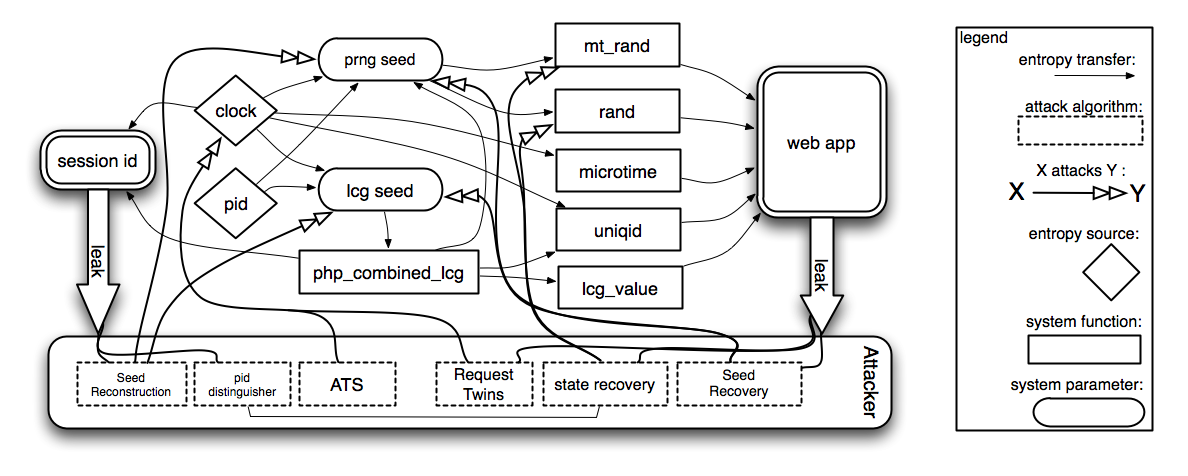 prng seed
mt_rand
clock
rand
session id
web app
microtime
lcg seed
pid
uniqid
php_combined_lcg
lcg_value
leak
leak
Seed
Reconstruction
pid
distinguisher
ATS
Request
Twins
state recovery
Seed
Recovery
Attacker
legend
entropy transfer:
attack algorithm:
X attacks Y :
X
Y
entropy source:
system function:
system parameter: